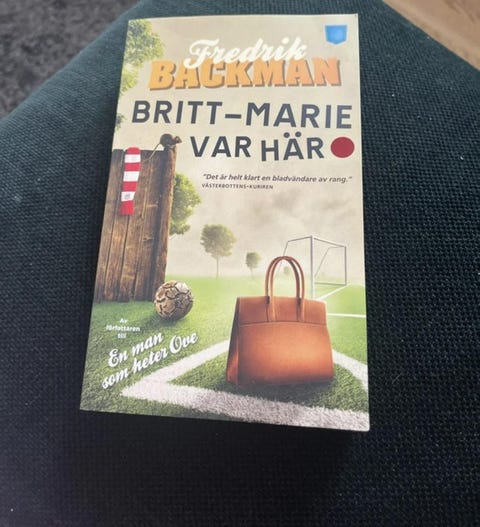 Fredrik
BACKMAN
BRITT-MARIE
VAR HÄR
"Det är helt klart en bladvändare av rang."
VÄSTERBOTTENS-KURIREN
Av
författaren
till
En man
som heter Ove